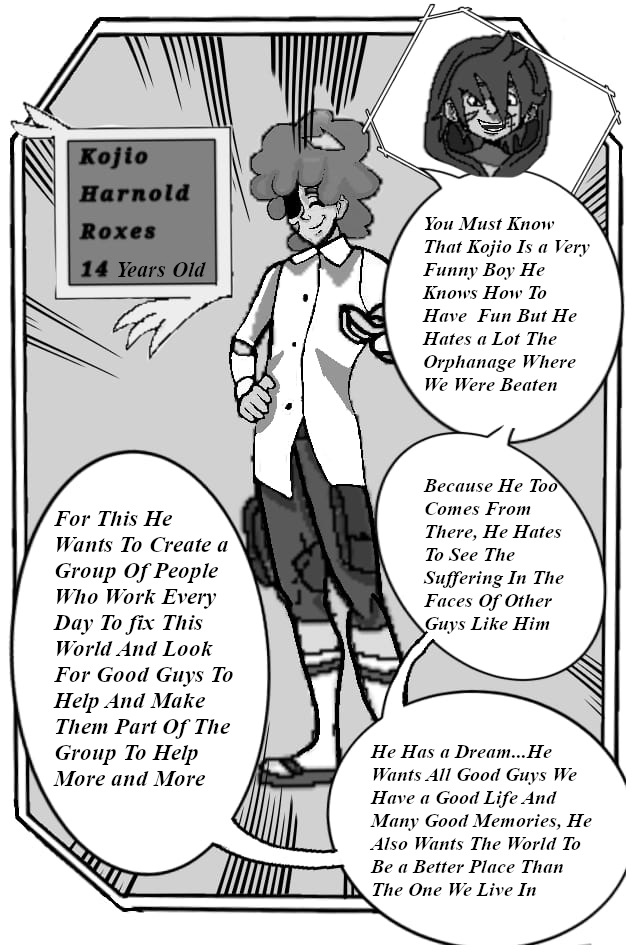 Kojio
Harnold
Roxes
14 Years Old
You Must Know
That Kojio Is a Very
Funny Boy He
Knows How To
Have Fun But He
Hates a Lot The
Orphanage Where
We Were Beaten
Because He Too
Comes From
There, He Hates
To See The
Suffering In The
Faces Of Other
Guys Like Him
He Has a Dream...He
Wants All Good Guys We
Have a Good Life And
Many Good Memories, He
Also Wants The World To
Be a Better Place Than
The One We Live In
For This He
Wants To Create a
Group Of People
Who Work Every
Day To fix This
World And Look
For Good Guys To
Help And Make
Them Part Of The
Group To Help
More and More